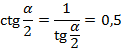 ctg α/2 = 1/(tg α/2) = 0,5